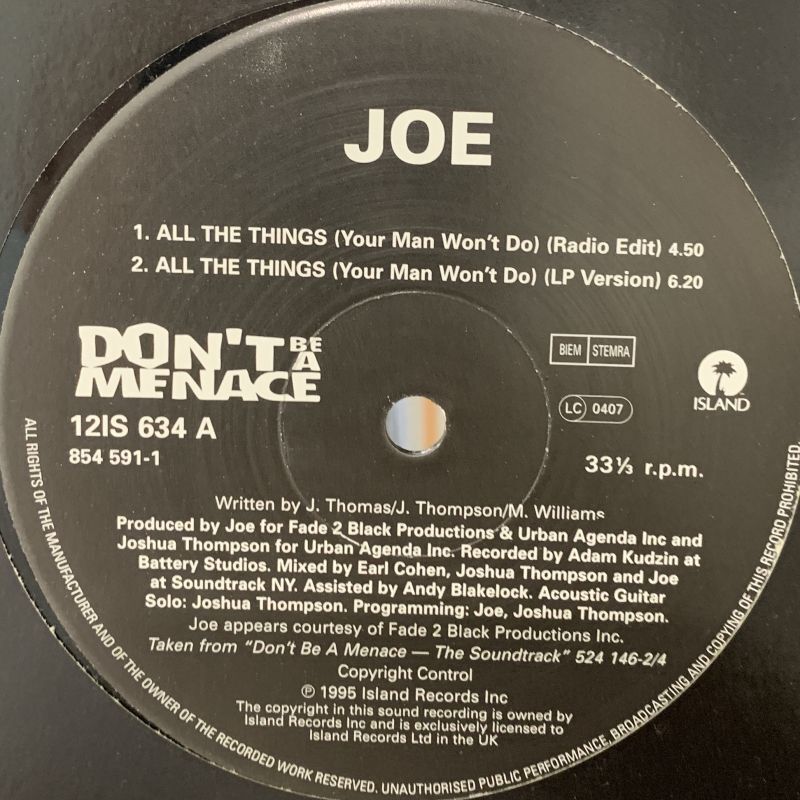 JOE
1. ALL THE THINGS (Your Man Won't Do) (Radio Edit) 4.50
2. ALL THE THINGS (Your Man Won't Do) (LP Version) 6.20
DON'T BE A
MENACE
BIEM STEMRA
ISLAND
LC 0407
12IS 634 A
854 591-1
33⅓ r.p.m.
Written by J. Thomas/J. Thompson/M. Williams
Produced by Joe for Fade 2 Black Productions & Urban Agenda Inc and
Joshua Thompson for Urban Agenda Inc. Recorded by Adam Kudzin at
Battery Studios. Mixed by Earl Cohen, Joshua Thompson and Joe
at Soundtrack NY. Assisted by Andy Blakelock. Acoustic Guitar
Solo: Joshua Thompson. Programming: Joe, Joshua Thompson.
Joe appears courtesy of Fade 2 Black Productions Inc.
Taken from "Don't Be A Menace — The Soundtrack" 524 146-2/4
Copyright Control
℗ 1995 Island Records Inc
The copyright in this sound recording is owned by
Island Records Inc and is exclusively licensed to
Island Records Ltd in the UK
ALL RIGHTS OF THE MANUFACTURER AND OF THE OWNER OF THE RECORDED WORK RESERVED. UNAUTHORISED PUBLIC PERFORMANCE, BROADCASTING AND COPYING OF THIS RECORD PROHIBITED.